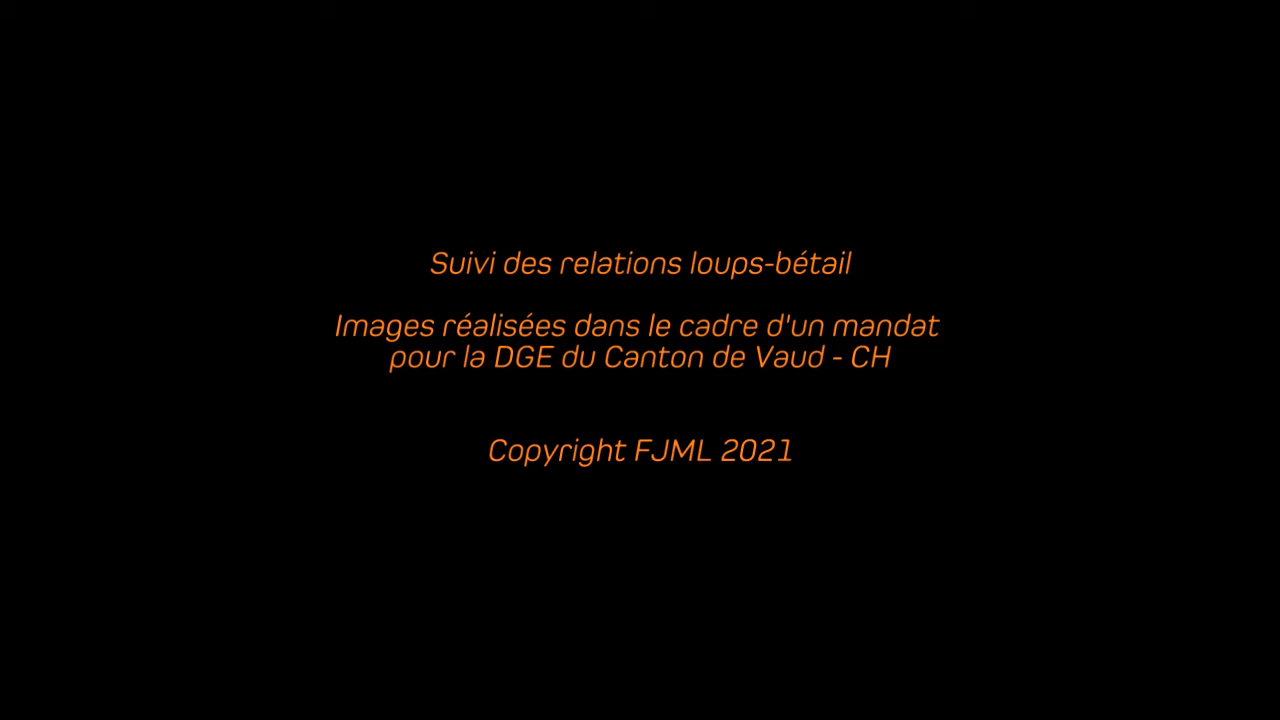 Suivi des relations loups-bétail
Images réalisées dans le cadre d'un mandat
pour la DGE du Canton de Vaud - CH
Copyright FJML 2021